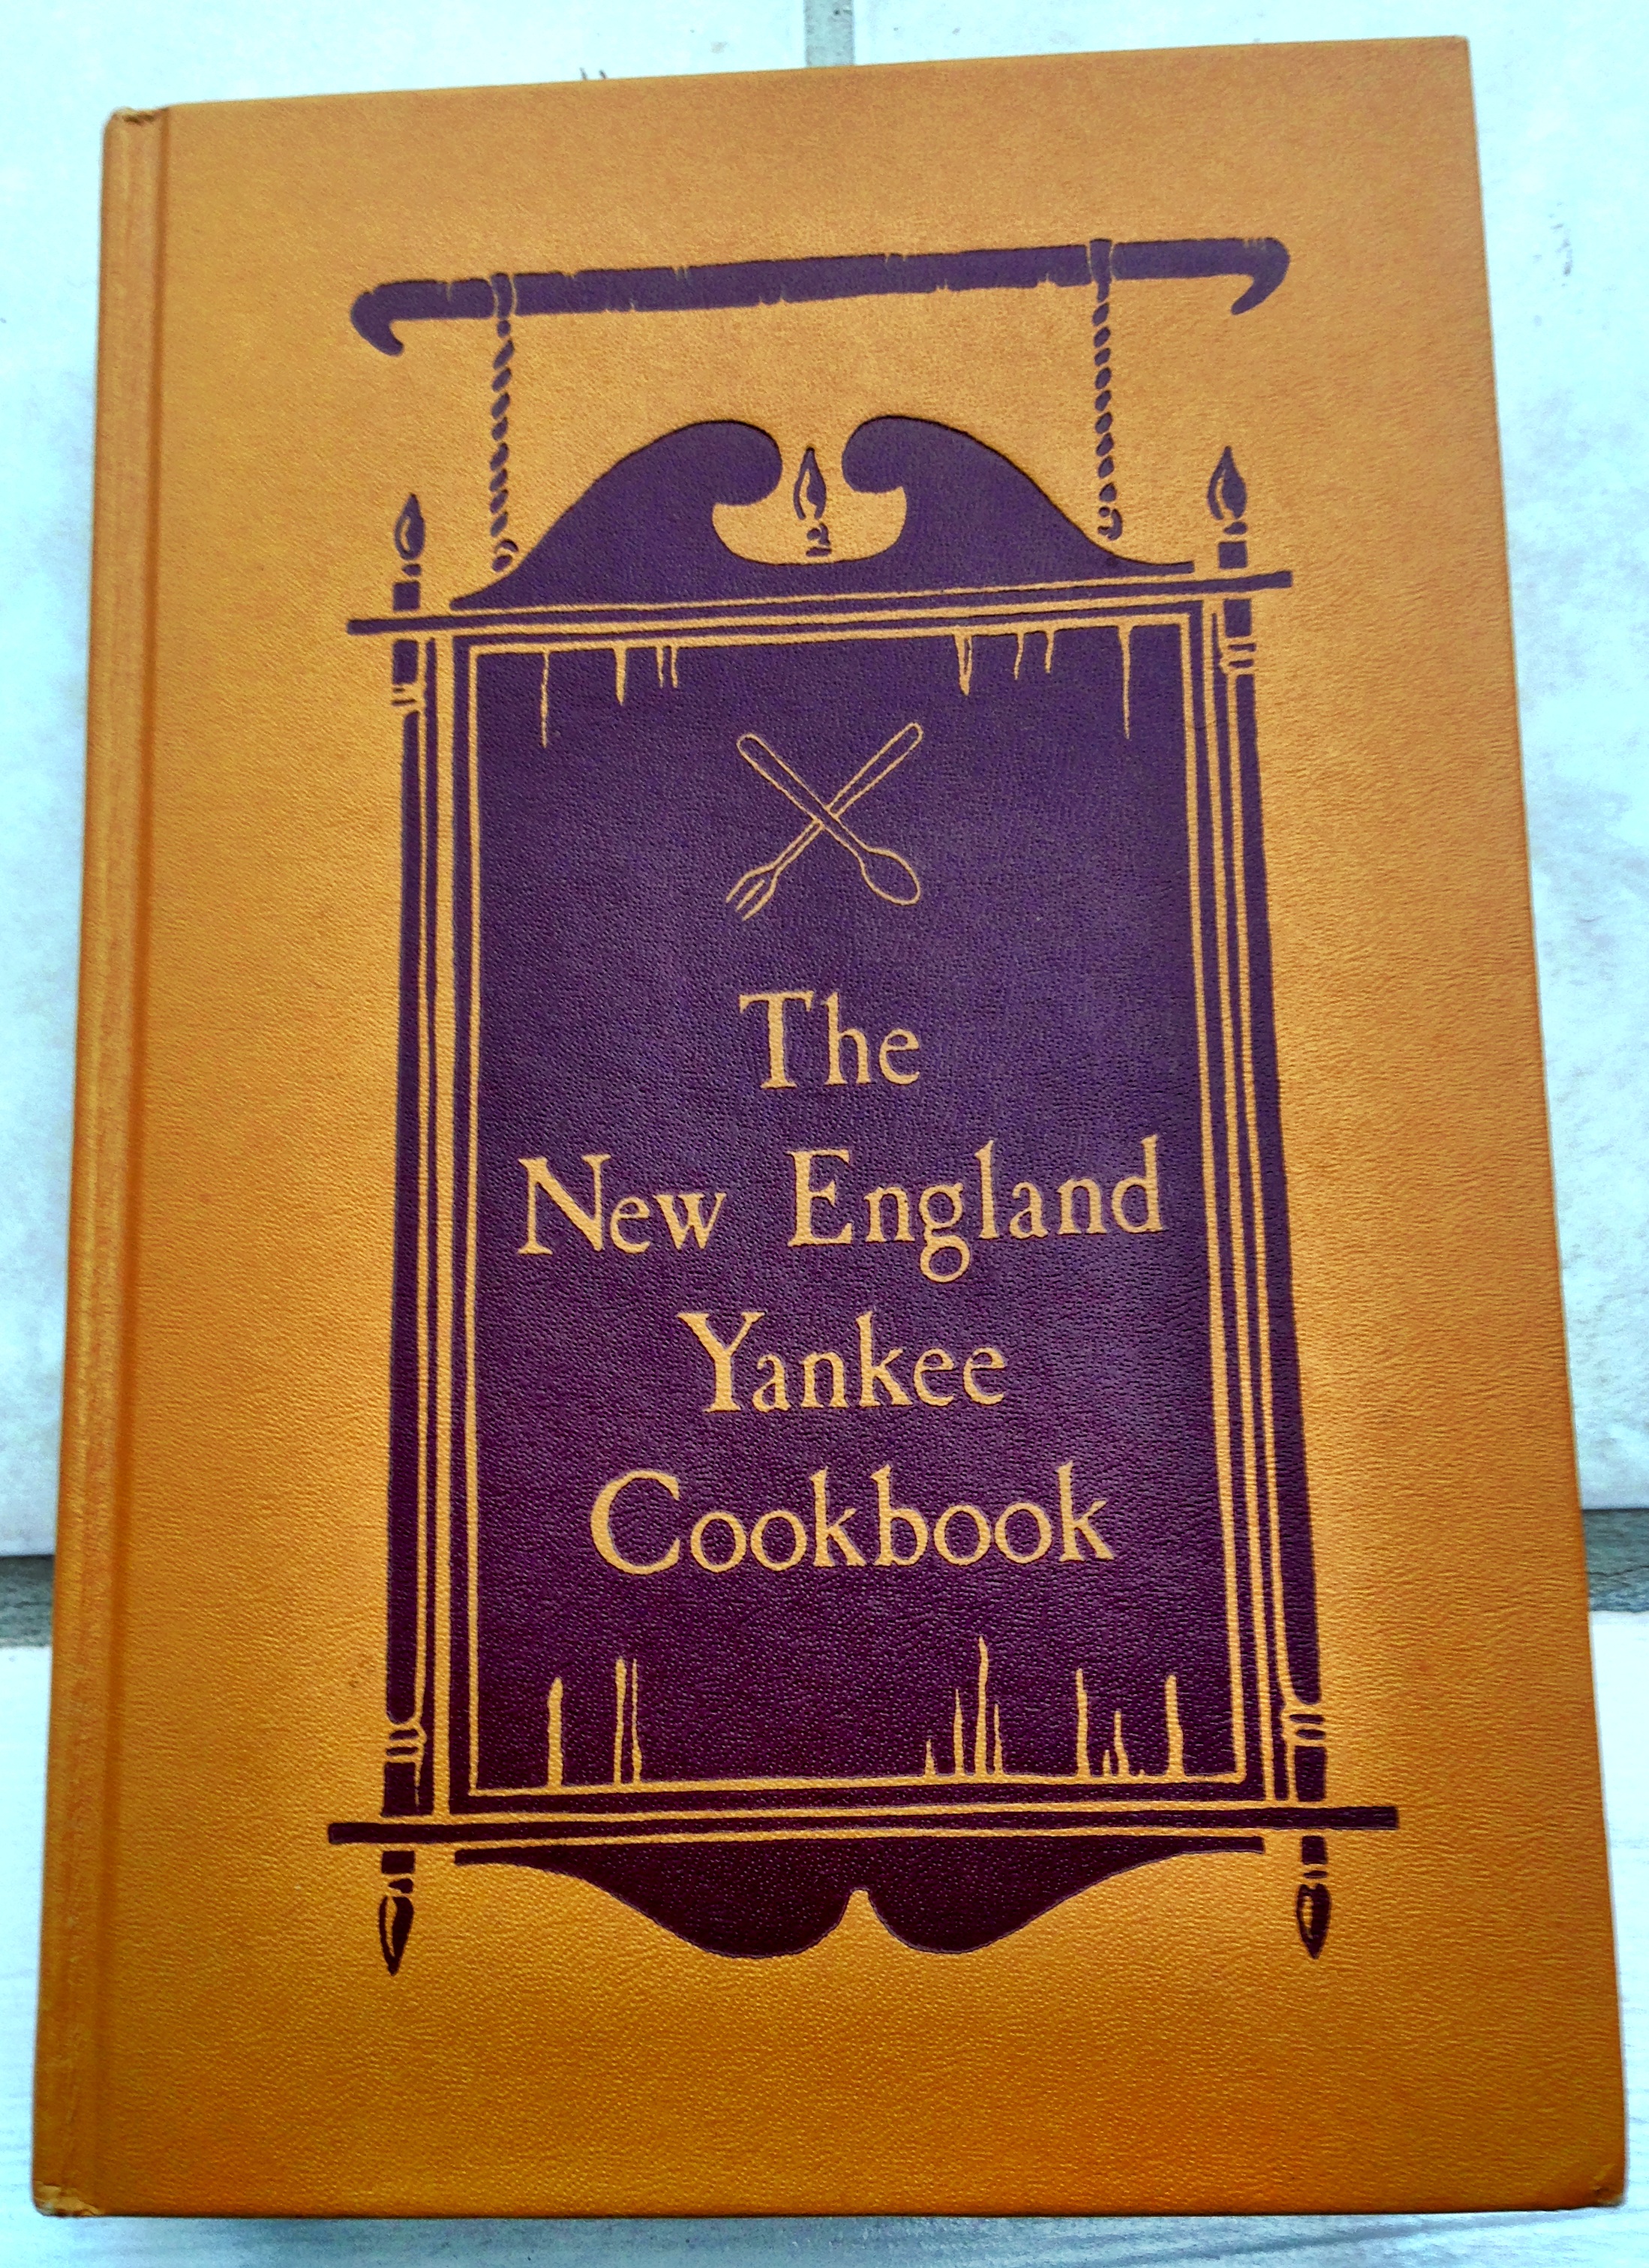 The
New England
Yankee
Cookbook